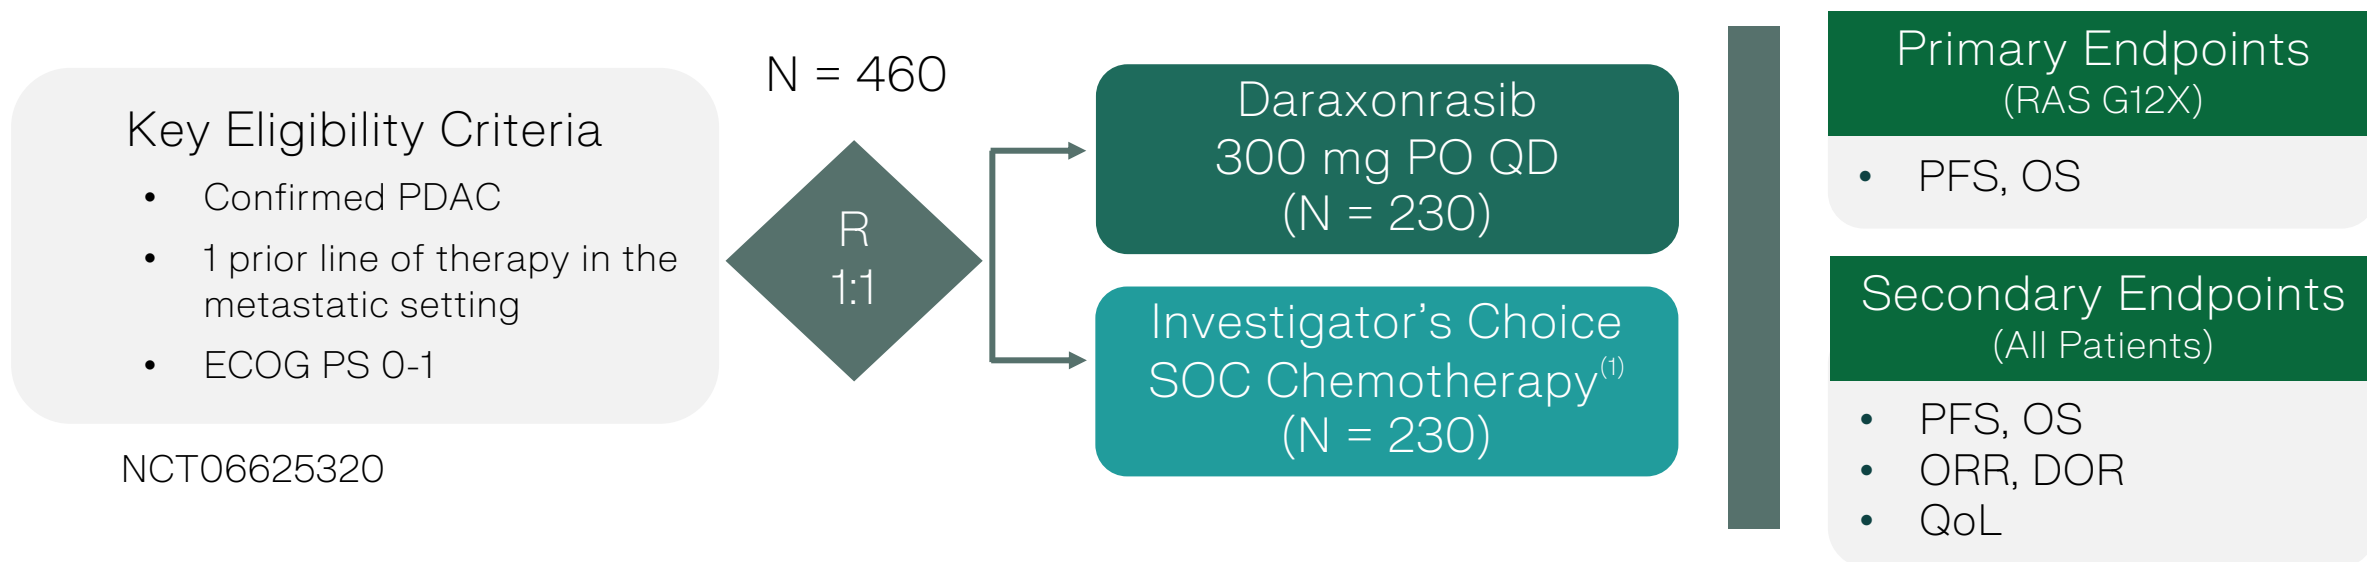 Key Eligibility Criteria
• Confirmed PDAC
• 1 prior line of therapy in the
metastatic setting
• ECOG PS 0-1
NCT06625320
N = 460
R
1:1
Daraxonrasib
300 mg PO QD
(N = 230)
Investigator’s Choice
SOC Chemotherapy(1)
(N = 230)
Primary Endpoints
(RAS G12X)
• PFS, OS
Secondary Endpoints
(All Patients)
• PFS, OS
• ORR, DOR
• QoL